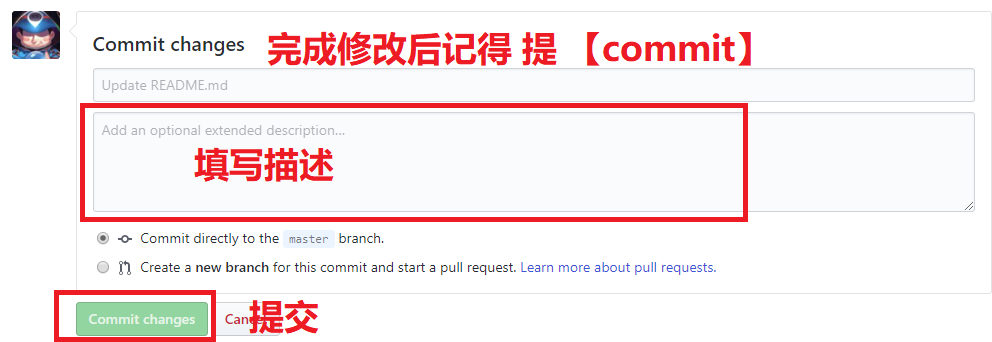 Commit changes 完成修改后记得 提 【commit】
Update README.md
Add an optional extended description...
填写描述
Commit directly to the master branch.
Create a new branch for this commit and start a pull request. Learn more about pull requests.
Commit changes 提交